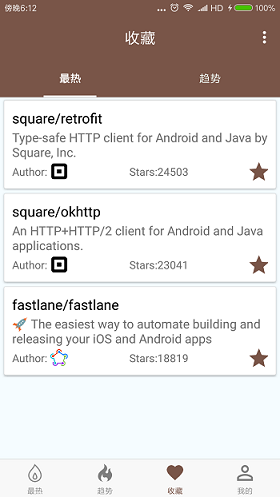 傍晚6:12
... HD 100%
收藏
最热 趋势
square/retrofit
Type-safe HTTP client for Android and Java by
Square, Inc.
Author: Stars:24503
square/okhttp
An HTTP+HTTP/2 client for Android and Java
applications.
Author: Stars:23041
fastlane/fastlane
🚀 The easiest way to automate building and
releasing your iOS and Android apps
Author: Stars:18819
最热 趋势 收藏 我的